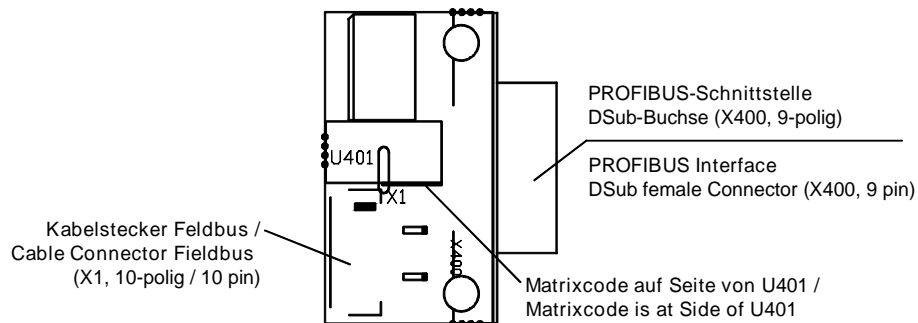 PROFIBUS-Schnittstelle
DSub-Buchse (X400, 9-polig)
PROFIBUS Interface
DSub female Connector (X400, 9 pin)
U401
X1
X400
Kabelstecker Feldbus /
Cable Connector Fieldbus
(X1, 10-polig / 10 pin)
Matrixcode auf Seite von U401 /
Matrixcode is at Side of U401